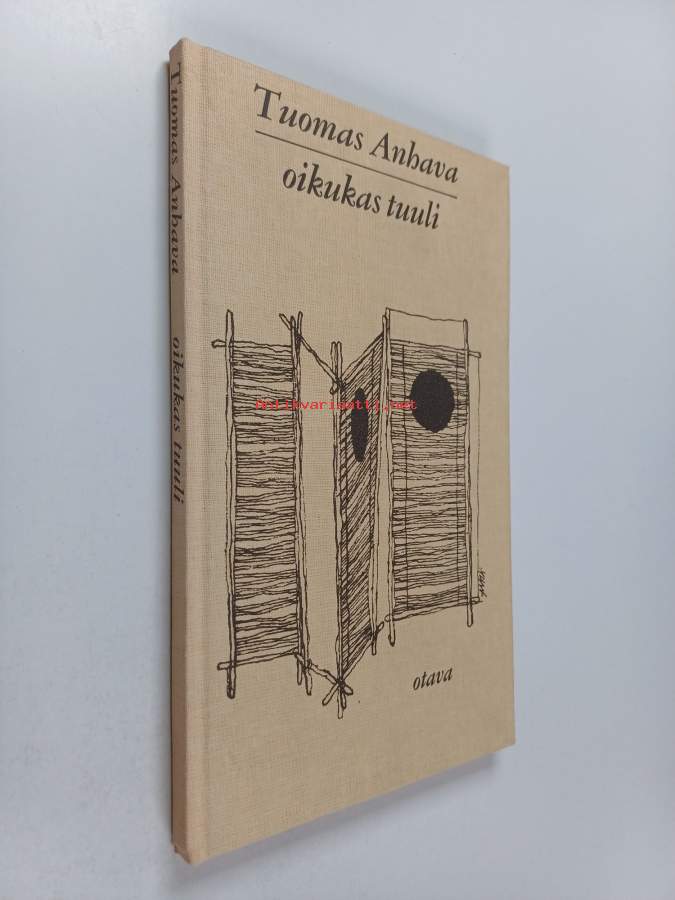 Tuomas Anhava oikukas tuuli
Tuomas Anhava
oikukas tuuli
Antikvariaatti.net
otava